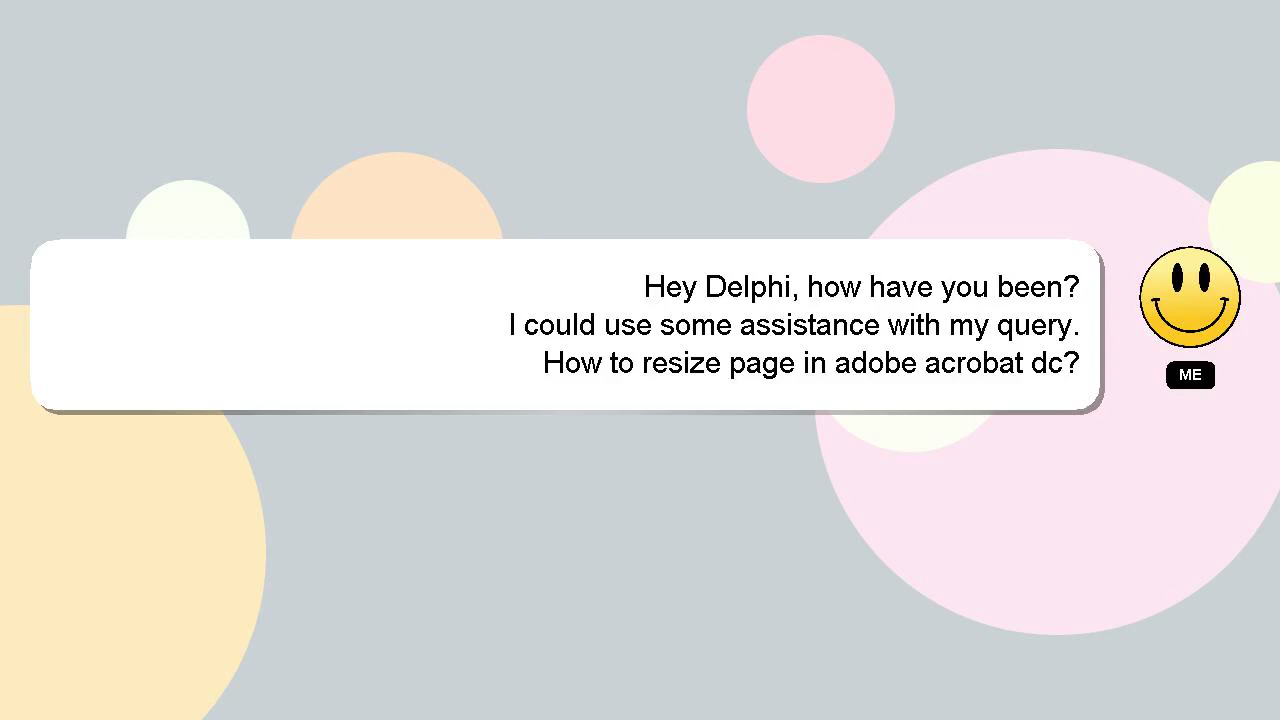 Hey Delphi, how have you been?
I could use some assistance with my query.
How to resize page in adobe acrobat dc?
ME